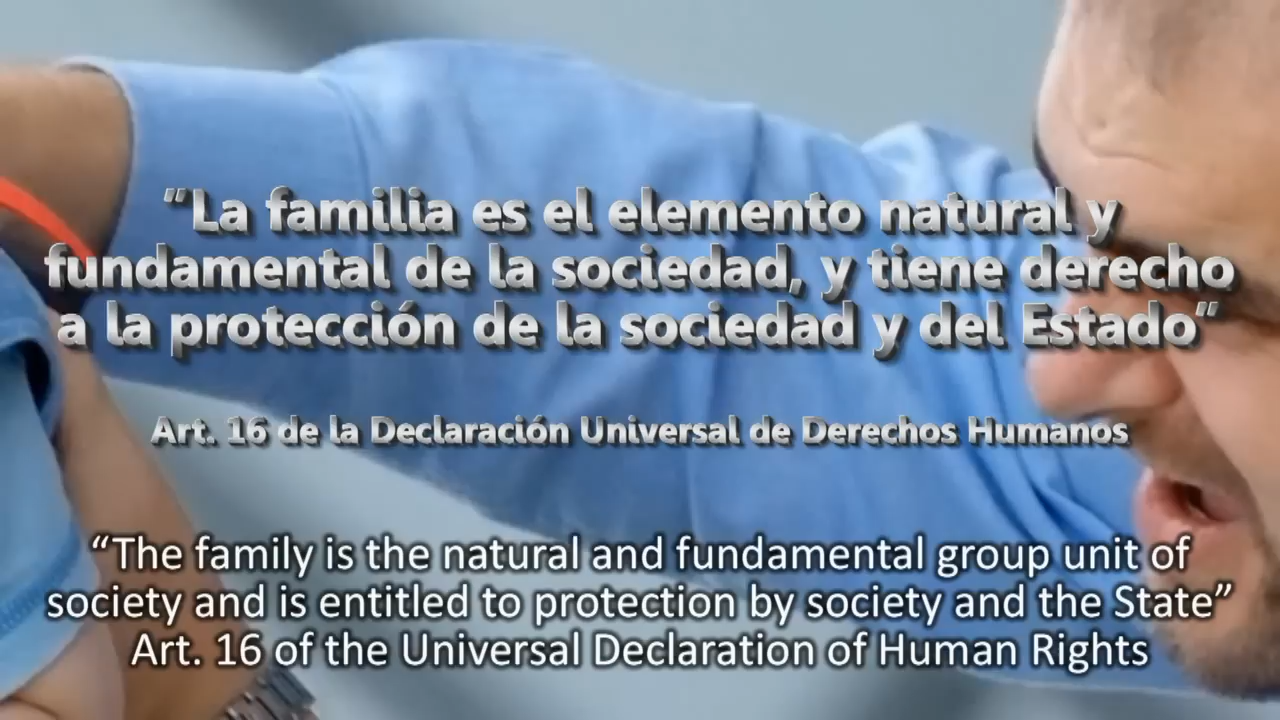 "La familia es el elemento natural y
fundamental de la sociedad, y tiene derecho
a la protección de la sociedad y del Estado"
Art. 16 de la Declaración Universal de Derechos Humanos
“The family is the natural and fundamental group unit of
society and is entitled to protection by society and the State”
Art. 16 of the Universal Declaration of Human Rights